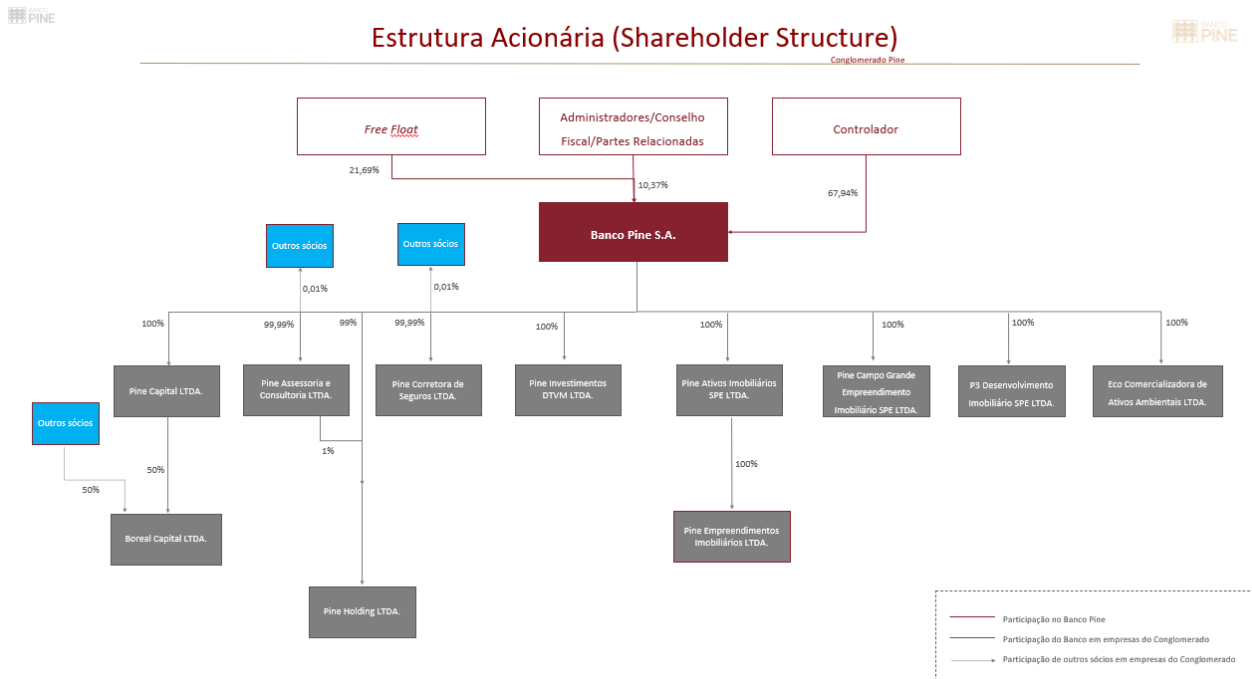 BANCO
PINE
Estrutura Acionária (Shareholder Structure)
Conglomerado Pine
BANCO
PINE
Free Float
Administradores/Conselho
Fiscal/Partes Relacionadas
Controlador
21,69%
10,37%
67,94%
Banco Pine S.A.
Outros sócios
Outros sócios
0,01%
0,01%
100%
99,99%
99%
99,99%
100%
100%
100%
100%
100%
Pine Capital LTDA.
Pine Assessoria e
Consultoria LTDA.
Pine Corretora de
Seguros LTDA.
Pine Investimentos
DTVM LTDA.
Pine Ativos Imobiliários
SPE LTDA.
Pine Campo Grande
Empreendimento
Imobiliário SPE LTDA.
P3 Desenvolvimento
Imobiliário SPE LTDA.
Eco Comercializadora de
Ativos Ambientais LTDA.
Outros sócios
1%
50%
50%
100%
Boreal Capital LTDA.
Pine Empreendimentos
Imobiliários LTDA.
Pine Holding LTDA.
Participação no Banco Pine
Participação do Banco em empresas do Conglomerado
Participação de outros sócios em empresas do Conglomerado